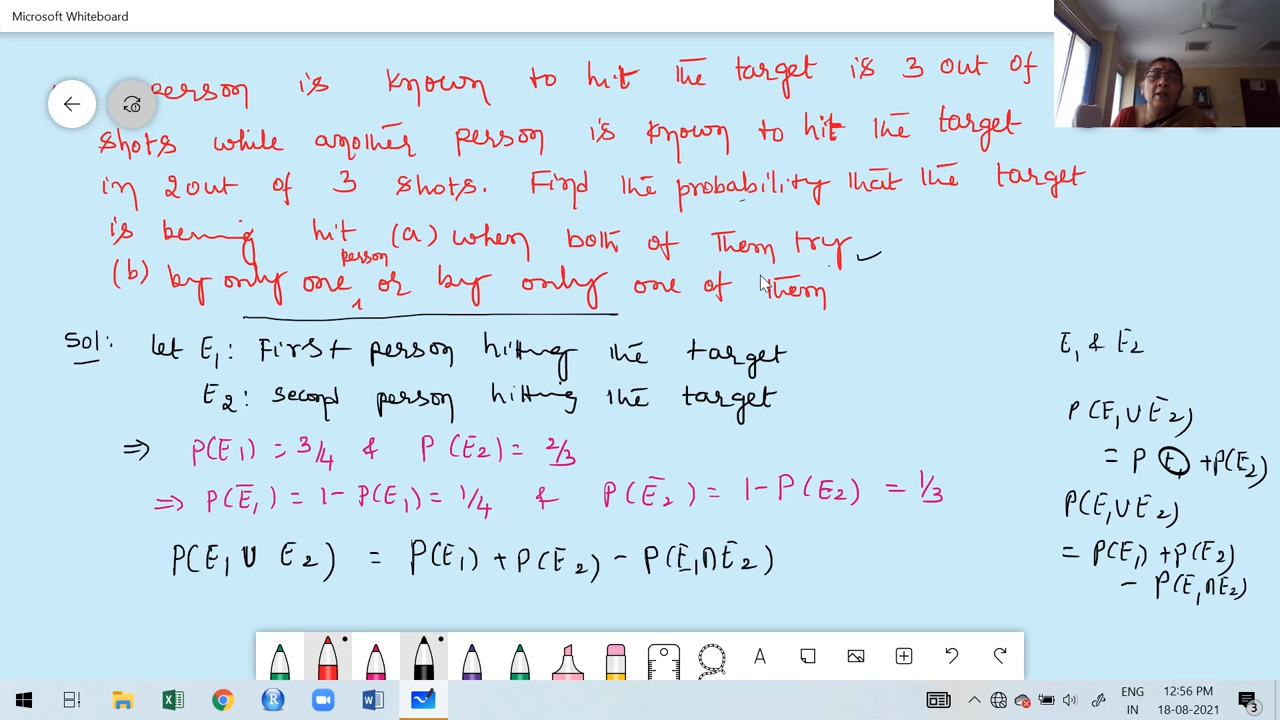 Microsoft Whiteboard
person is known to hit the target is 3 out of
shots while another person is known to hit the target
in 2 out of 3 shots. Find the probability that the target
is being hit (a) when both of them try
person
(b) by only one or by only one of them
Sol: let E1: First person hitting the target
E2: second person hitting the target
⇒ P(E1) = 3/4 & P(E2) = 2/3
⇒ P(Ē1) = 1 - P(E1) = 1/4 & P(Ē2) = 1 - P(E2) = 1/3
P(E1 ∪ E2) = P(E1) + P(E2) - P(E1 ∩ E2)
E1 & E2
P(E1 ∪ E2)
= P E1 + P(E2)
P(E1 ∪ E2)
= P(E1) + P(E2)
- P(E1 ∩ E2)
A
ENG
IN
12:56 PM
18-08-2021
3